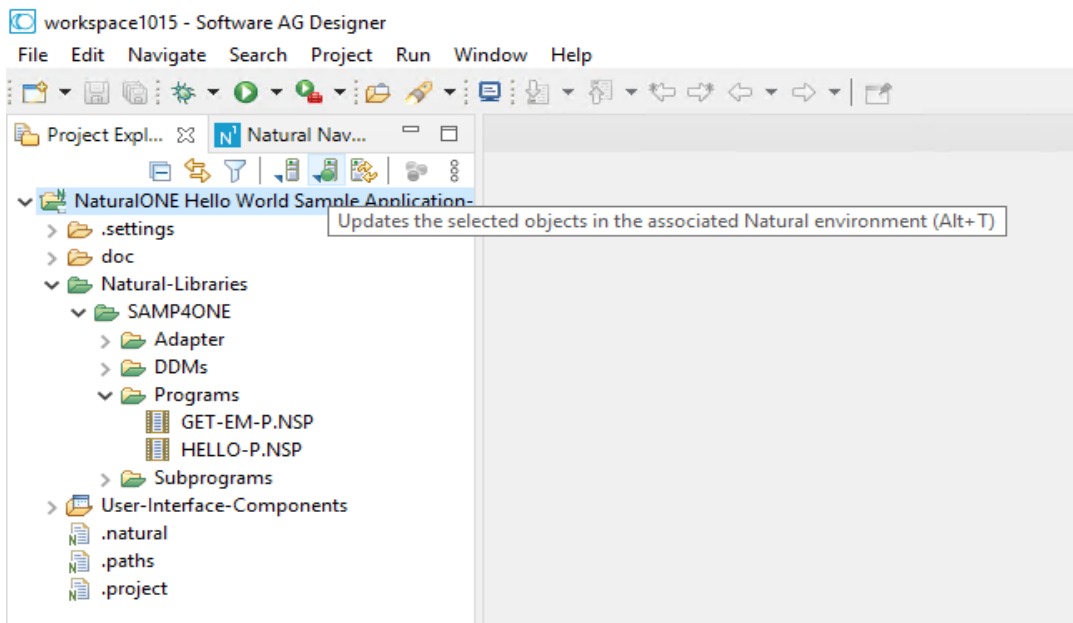 workspace1015 - Software AG Designer
File Edit Navigate Search Project Run Window Help
Project Expl... N¹ Natural Nav...
NaturalONE Hello World Sample Application-
Updates the selected objects in the associated Natural environment (Alt+T)
.settings
doc
Natural-Libraries
SAMP4ONE
Adapter
DDMs
Programs
GET-EM-P.NSP
HELLO-P.NSP
Subprograms
User-Interface-Components
.natural
.paths
.project